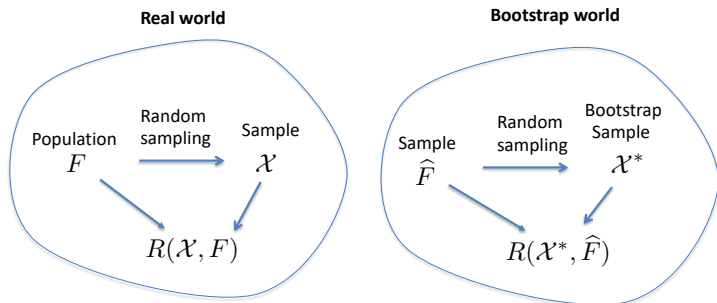 Real world
Population
F
Random
sampling
Sample
𝒳
R(𝒳, F)
Bootstrap world
Sample
F̂
Random
sampling
Bootstrap
Sample
𝒳*
R(𝒳*, F̂)